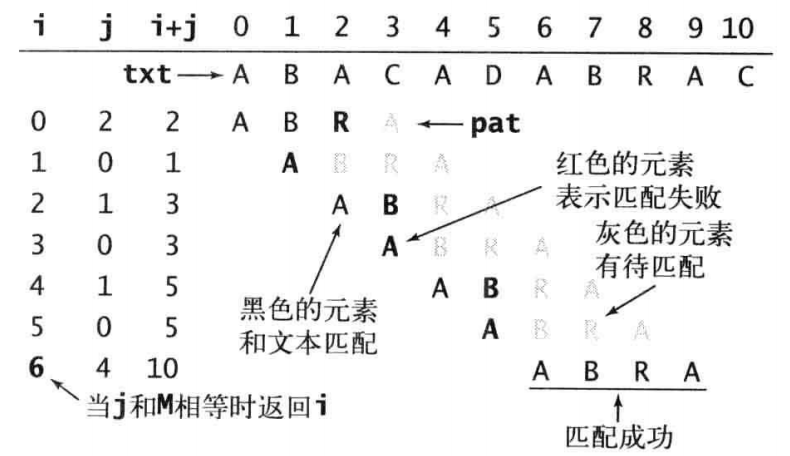 i j i+j 0 1 2 3 4 5 6 7 8 9 10
txt A B A C A D A B R A C
0 2 2 A B R A pat
1 0 1 A B R A
红色的元素
表示匹配失败
2 1 3 A B R A
灰色的元素
有待匹配
3 0 3 A B R A
4 1 5 A B R A
黑色的元素
和文本匹配
5 0 5 A B R A
6 4 10 A B R A
当j和M相等时返回i
匹配成功